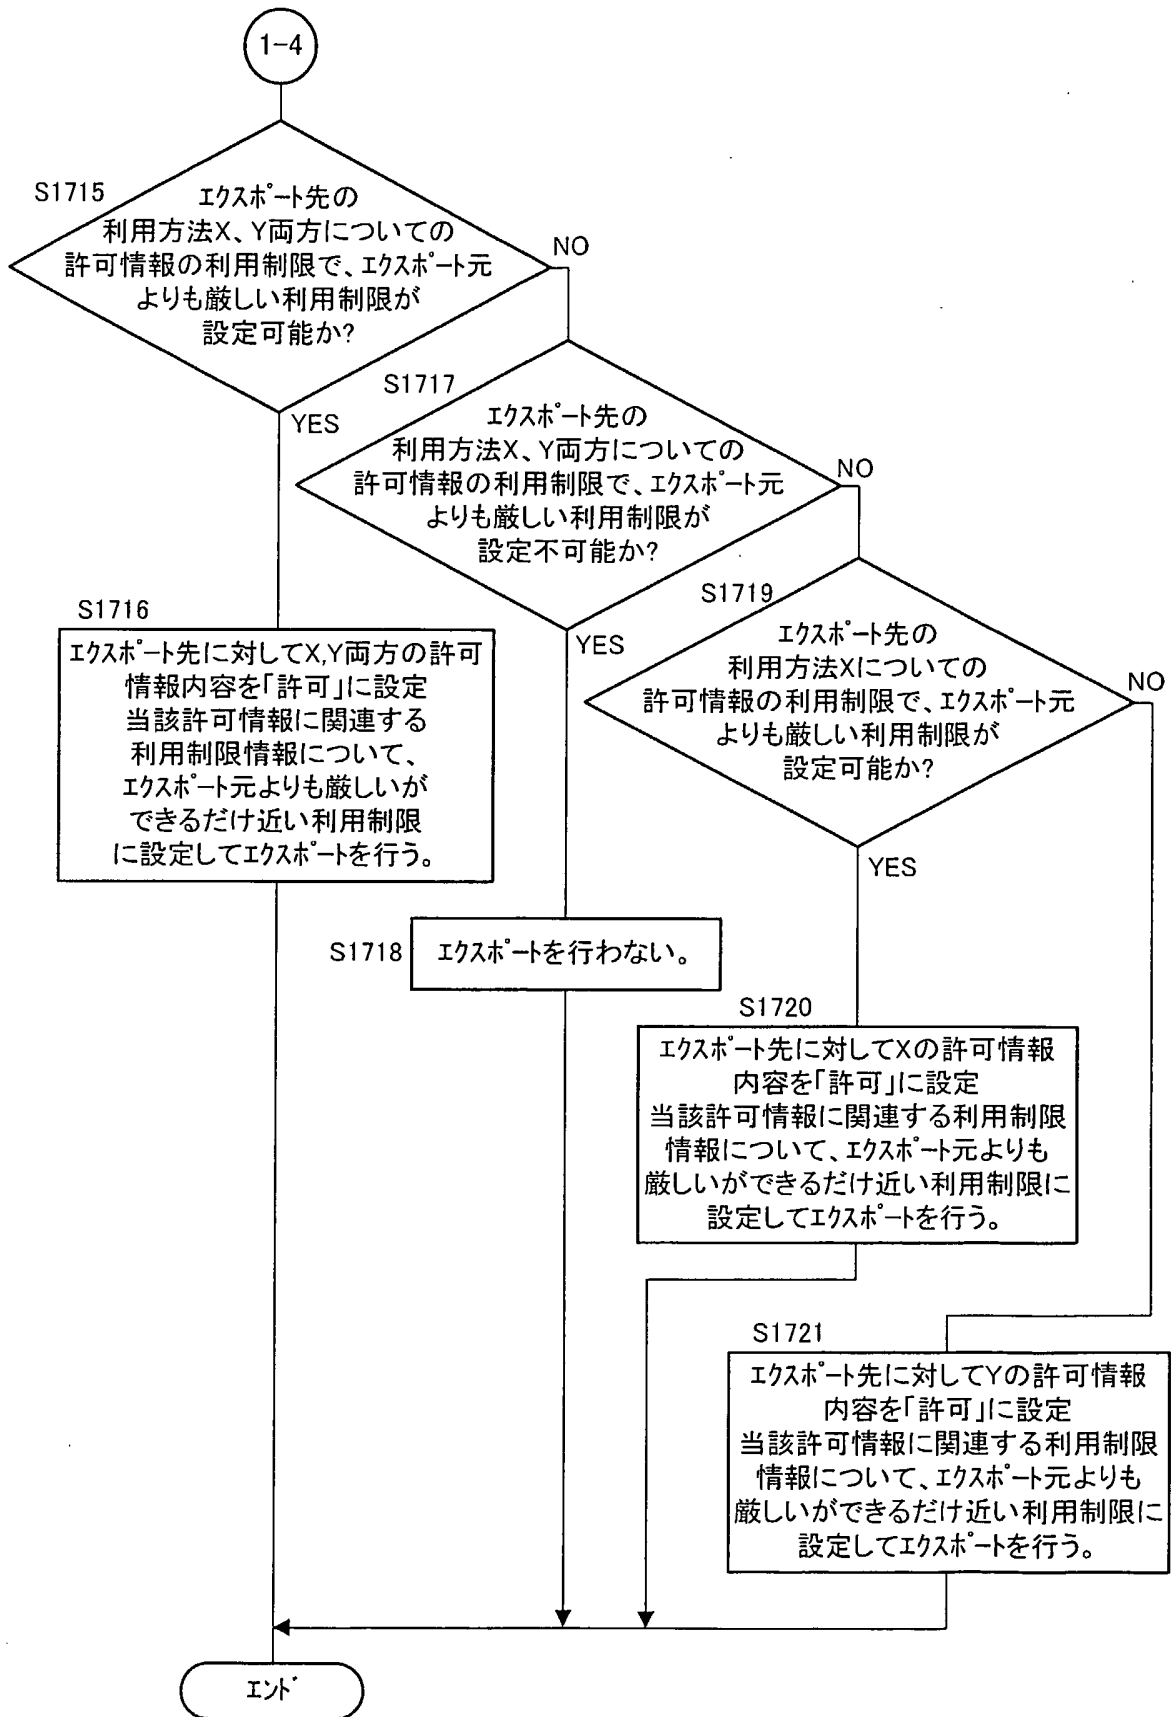 1-4
S1715
エクスポート先の
利用方法X、Y両方についての
許可情報の利用制限で、エクスポート元
よりも厳しい利用制限が
設定可能か?
NO
YES
S1717
エクスポート先の
利用方法X、Y両方についての
許可情報の利用制限で、エクスポート元
よりも厳しい利用制限が
設定不可能か?
NO
YES
S1716
エクスポート先に対してX,Y両方の許可
情報内容を「許可」に設定
当該許可情報に関連する
利用制限情報について、
エクスポート元よりも厳しいが
できるだけ近い利用制限
に設定してエクスポートを行う。
S1719
エクスポート先の
利用方法Xについての
許可情報の利用制限で、エクスポート元
よりも厳しい利用制限が
設定可能か?
NO
YES
S1718
エクスポートを行わない。
S1720
エクスポート先に対してXの許可情報
内容を「許可」に設定
当該許可情報に関連する利用制限
情報について、エクスポート元よりも
厳しいができるだけ近い利用制限に
設定してエクスポートを行う。
S1721
エクスポート先に対してYの許可情報
内容を「許可」に設定
当該許可情報に関連する利用制限
情報について、エクスポート元よりも
厳しいができるだけ近い利用制限に
設定してエクスポートを行う。
エンド